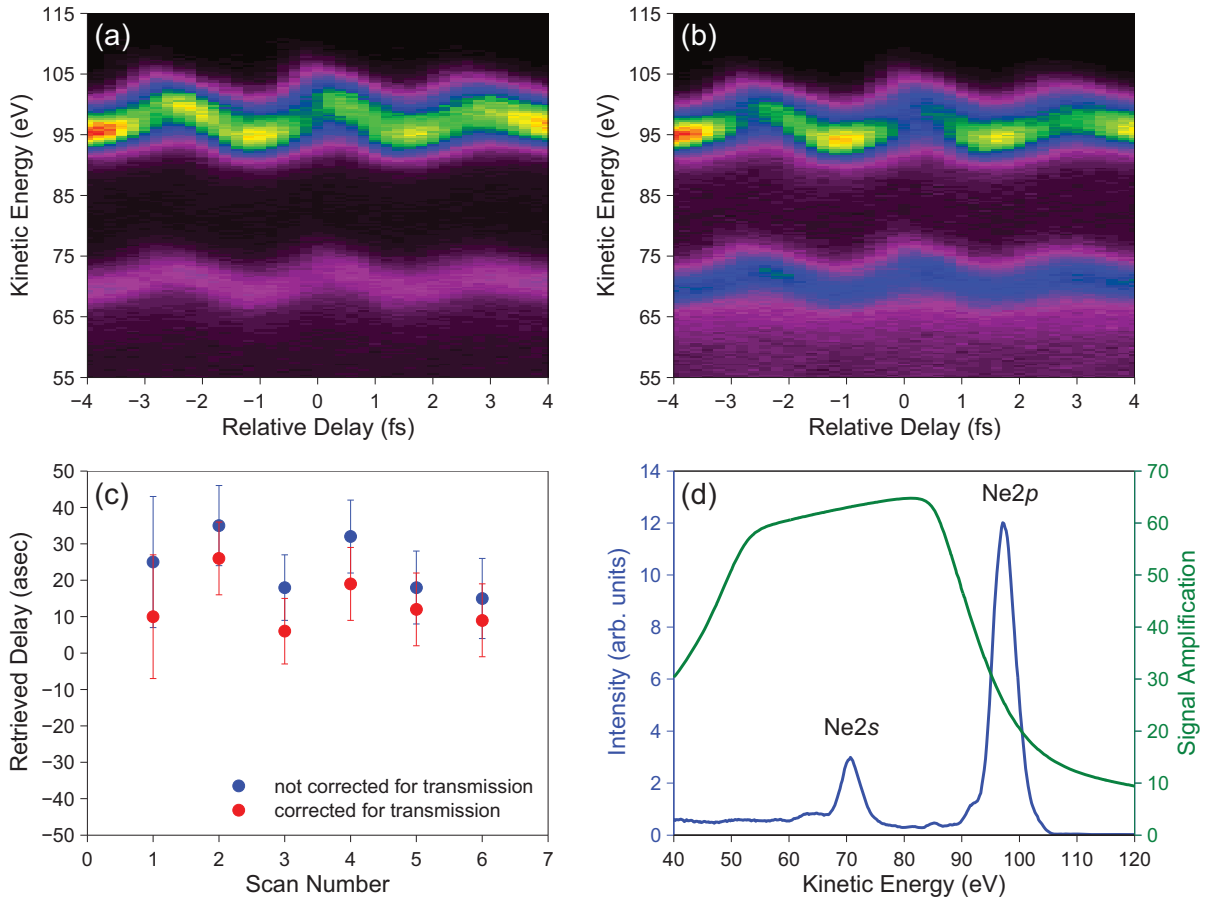 (a)
Kinetic Energy (eV)
115
105
95
85
75
65
55
−4 −3 −2 −1 0 1 2 3 4
Relative Delay (fs)
(b)
Kinetic Energy (eV)
115
105
95
85
75
65
55
−4 −3 −2 −1 0 1 2 3 4
Relative Delay (fs)
(c)
Retrieved Delay (asec)
50
40
30
20
10
0
−10
−20
−30
−40
−50
not corrected for transmission
corrected for transmission
0 1 2 3 4 5 6 7
Scan Number
(d)
Intensity (arb. units)
14
12
10
8
6
4
2
0
Ne2p
Ne2s
70
60
50
40
30
20
10
0
Signal Amplification
40 50 60 70 80 90 100 110 120
Kinetic Energy (eV)